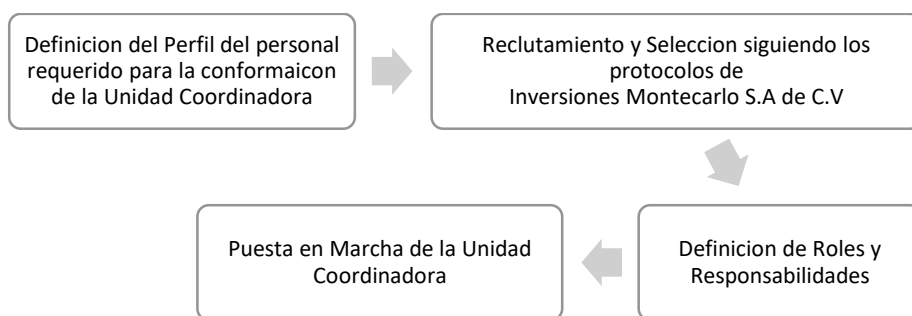 Definicion del Perfil del personal
requerido para la conformaicon
de la Unidad Coordinadora
Reclutamiento y Seleccion siguiendo los
protocolos de
Inversiones Montecarlo S.A de C.V
Definicion de Roles y
Responsabilidades
Puesta en Marcha de la Unidad
Coordinadora